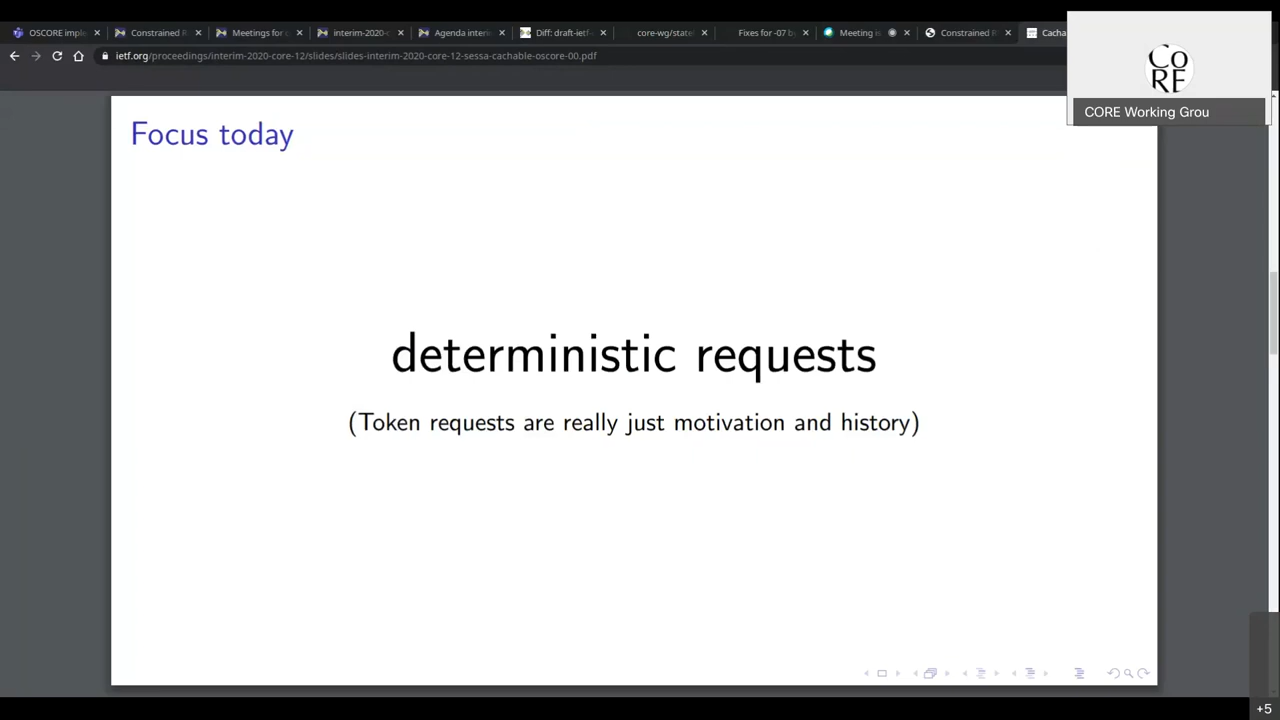 OSCORE imple
Constrained R
Meetings for c
interim-2020-c
Agenda interi
Diff: draft-ietf-
core-wg/state
Fixes for -07 b
Meeting is
Constrained R
Cacha
ietf.org/proceedings/interim-2020-core-12/slides/slides-interim-2020-core-12-sessa-cachable-oscore-00.pdf
CoRE
CORE Working Grou
Focus today
deterministic requests
(Token requests are really just motivation and history)
+5